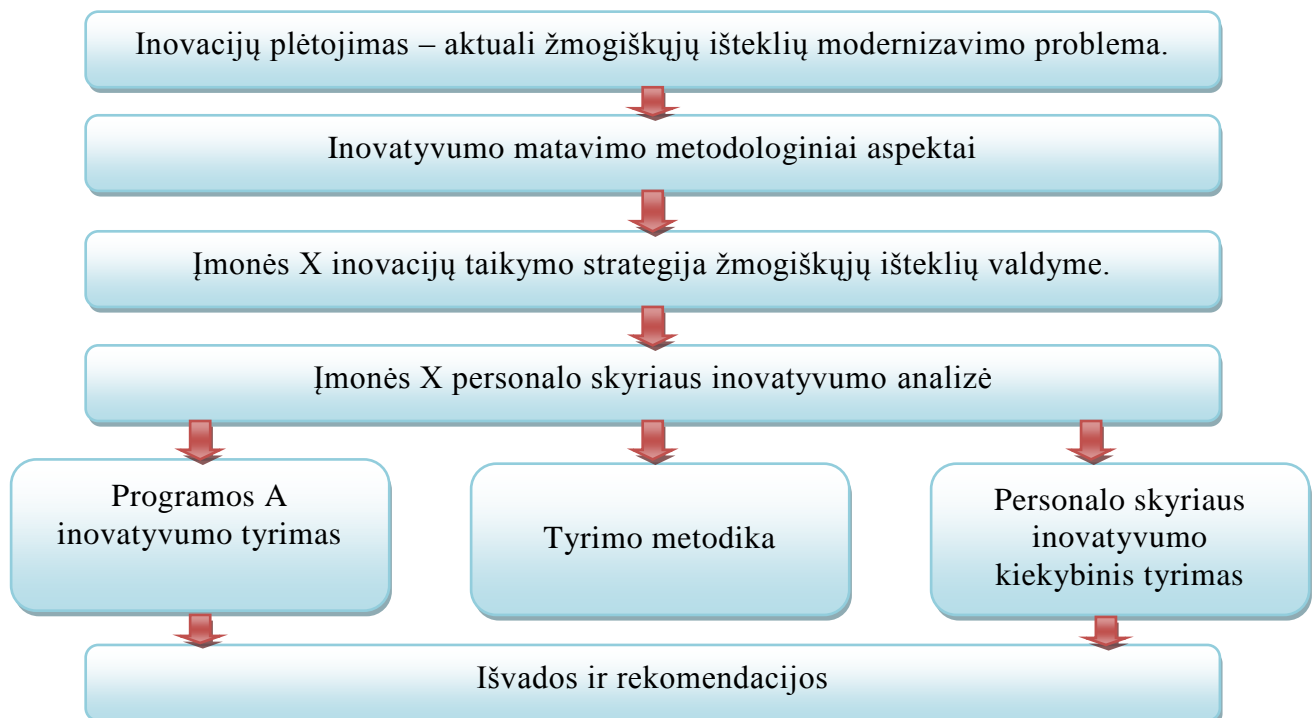 Inovacijų plėtojimas – aktuali žmogiškųjų išteklių modernizavimo problema.
Inovatyvumo matavimo metodologiniai aspektai
Įmonės X inovacijų taikymo strategija žmogiškųjų išteklių valdyme.
Įmonės X personalo skyriaus inovatyvumo analizė
Programos A
inovatyvumo tyrimas
Tyrimo metodika
Personalo skyriaus
inovatyvumo
kiekybinis tyrimas
Išvados ir rekomendacijos